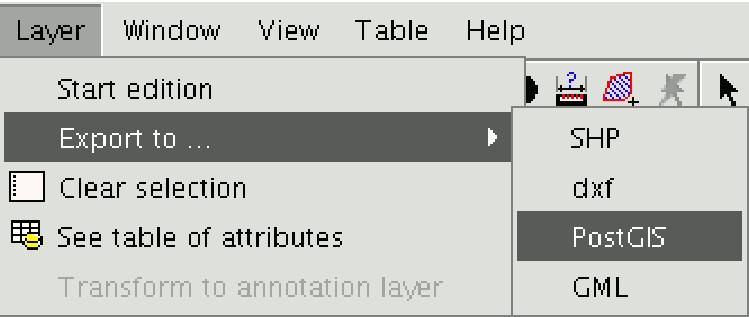 Layer Window View Table Help
Start edition
Export to ...
Clear selection
See table of attributes
Transform to annotation layer
SHP
dxf
PostGIS
GML